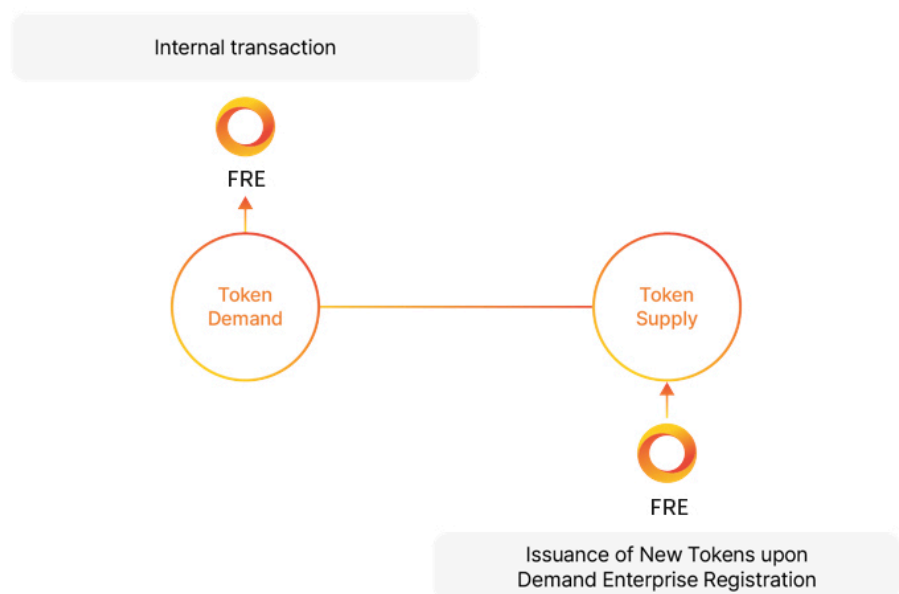 Internal transaction
FRE
Token
Demand
Token
Supply
FRE
Issuance of New Tokens upon
Demand Enterprise Registration